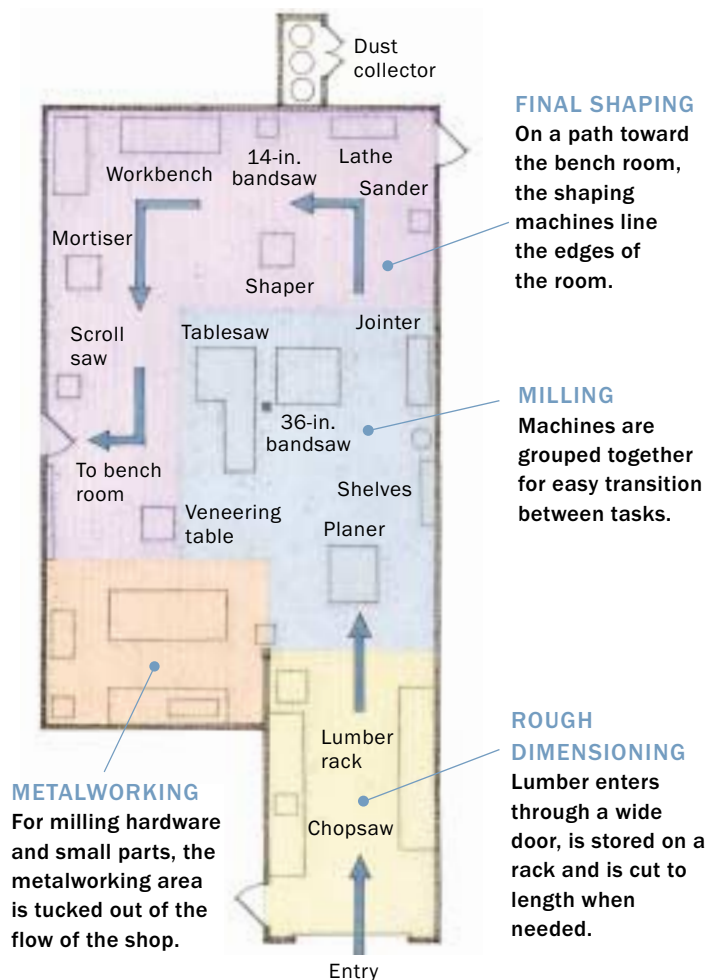 Dust
collector
FINAL SHAPING
On a path toward
the bench room,
the shaping
machines line
the edges of
the room.
Workbench
14-in.
bandsaw
Lathe
Sander
Mortiser
Shaper
Scroll
saw
Tablesaw
Jointer
36-in.
bandsaw
MILLING
Machines are
grouped together
for easy transition
between tasks.
To bench
room
Veneering
table
Shelves
Planer
Lumber
rack
Chopsaw
ROUGH
DIMENSIONING
Lumber enters
through a wide
door, is stored on a
rack and is cut to
length when
needed.
METALWORKING
For milling hardware
and small parts, the
metalworking area
is tucked out of the
flow of the shop.
Entry